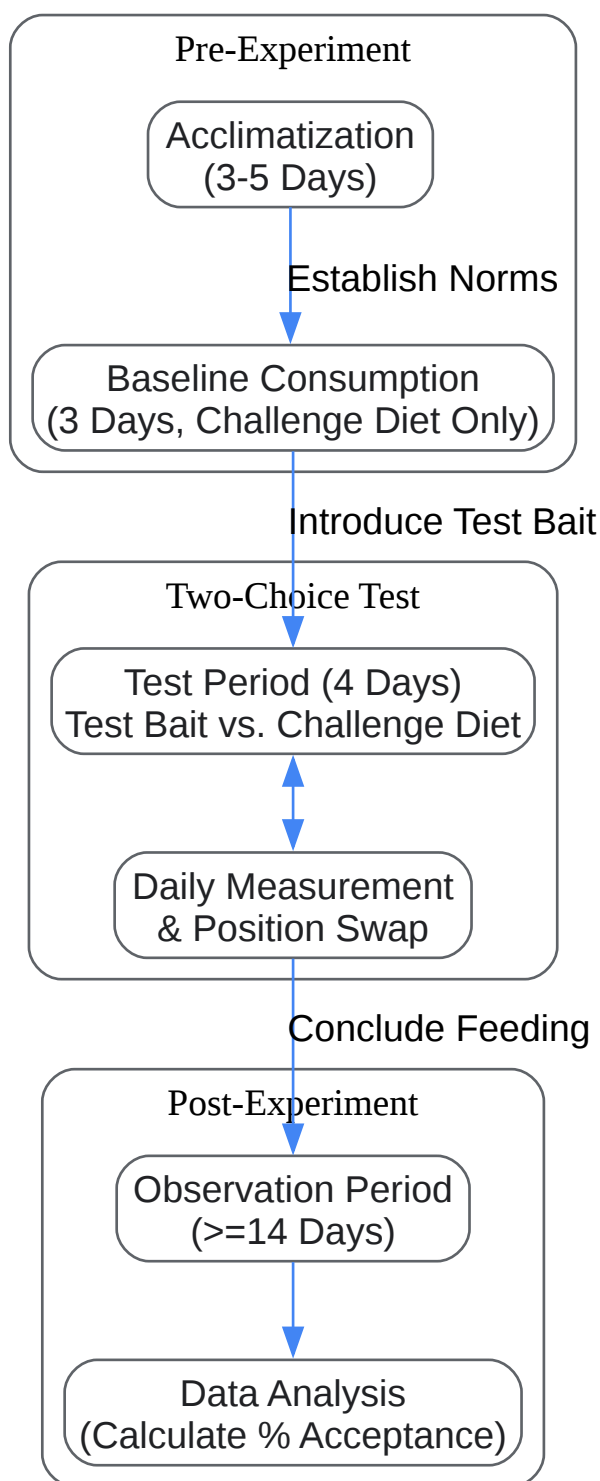 Pre-Experiment
Acclimatization
(3-5 Days)
Establish Norms
Baseline Consumption
(3 Days, Challenge Diet Only)
Introduce Test Bait
Two-Choice Test
Test Period (4 Days)
Test Bait vs. Challenge Diet
Daily Measurement
& Position Swap
Conclude Feeding
Post-Experiment
Observation Period
(>=14 Days)
Data Analysis
(Calculate % Acceptance)